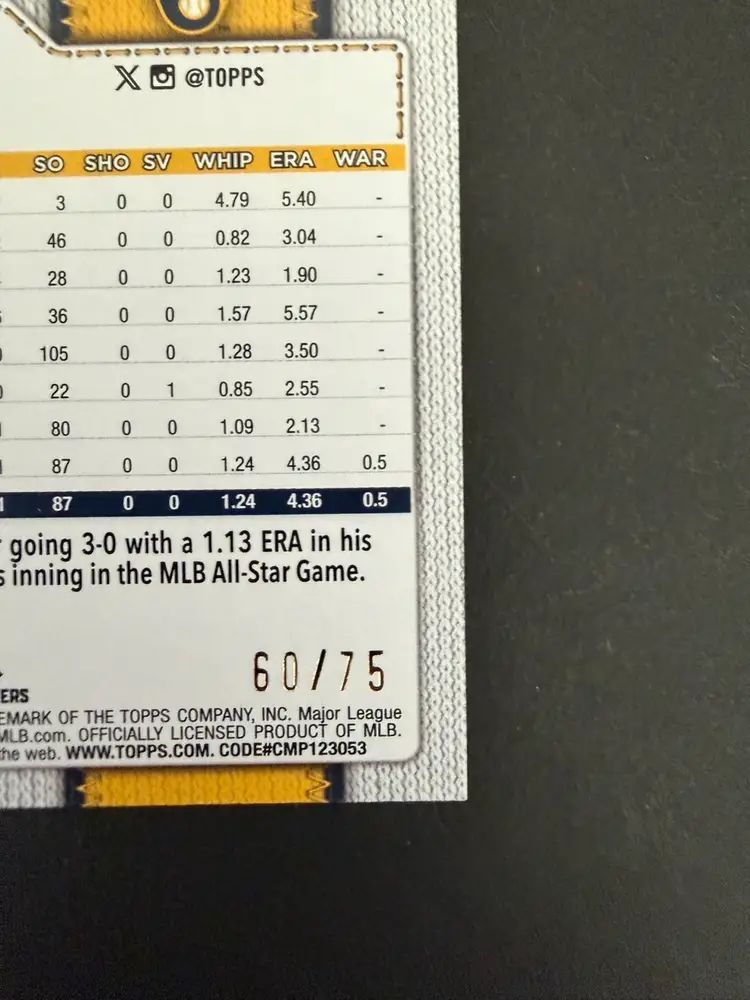 @TOPPS
SO SHO SV WHIP ERA WAR
3 0 0 4.79 5.40 -
46 0 0 0.82 3.04 -
28 0 0 1.23 1.90 -
36 0 0 1.57 5.57 -
105 0 0 1.28 3.50 -
22 0 1 0.85 2.55 -
80 0 0 1.09 2.13 -
87 0 0 1.24 4.36 0.5
87 0 0 1.24 4.36 0.5
going 3-0 with a 1.13 ERA in his
inning in the MLB All-Star Game.
60/75
ERS
EMARK OF THE TOPPS COMPANY, INC. Major League
MLB.com. OFFICIALLY LICENSED PRODUCT OF MLB.
the web. WWW.TOPPS.COM. CODE#CMP123053